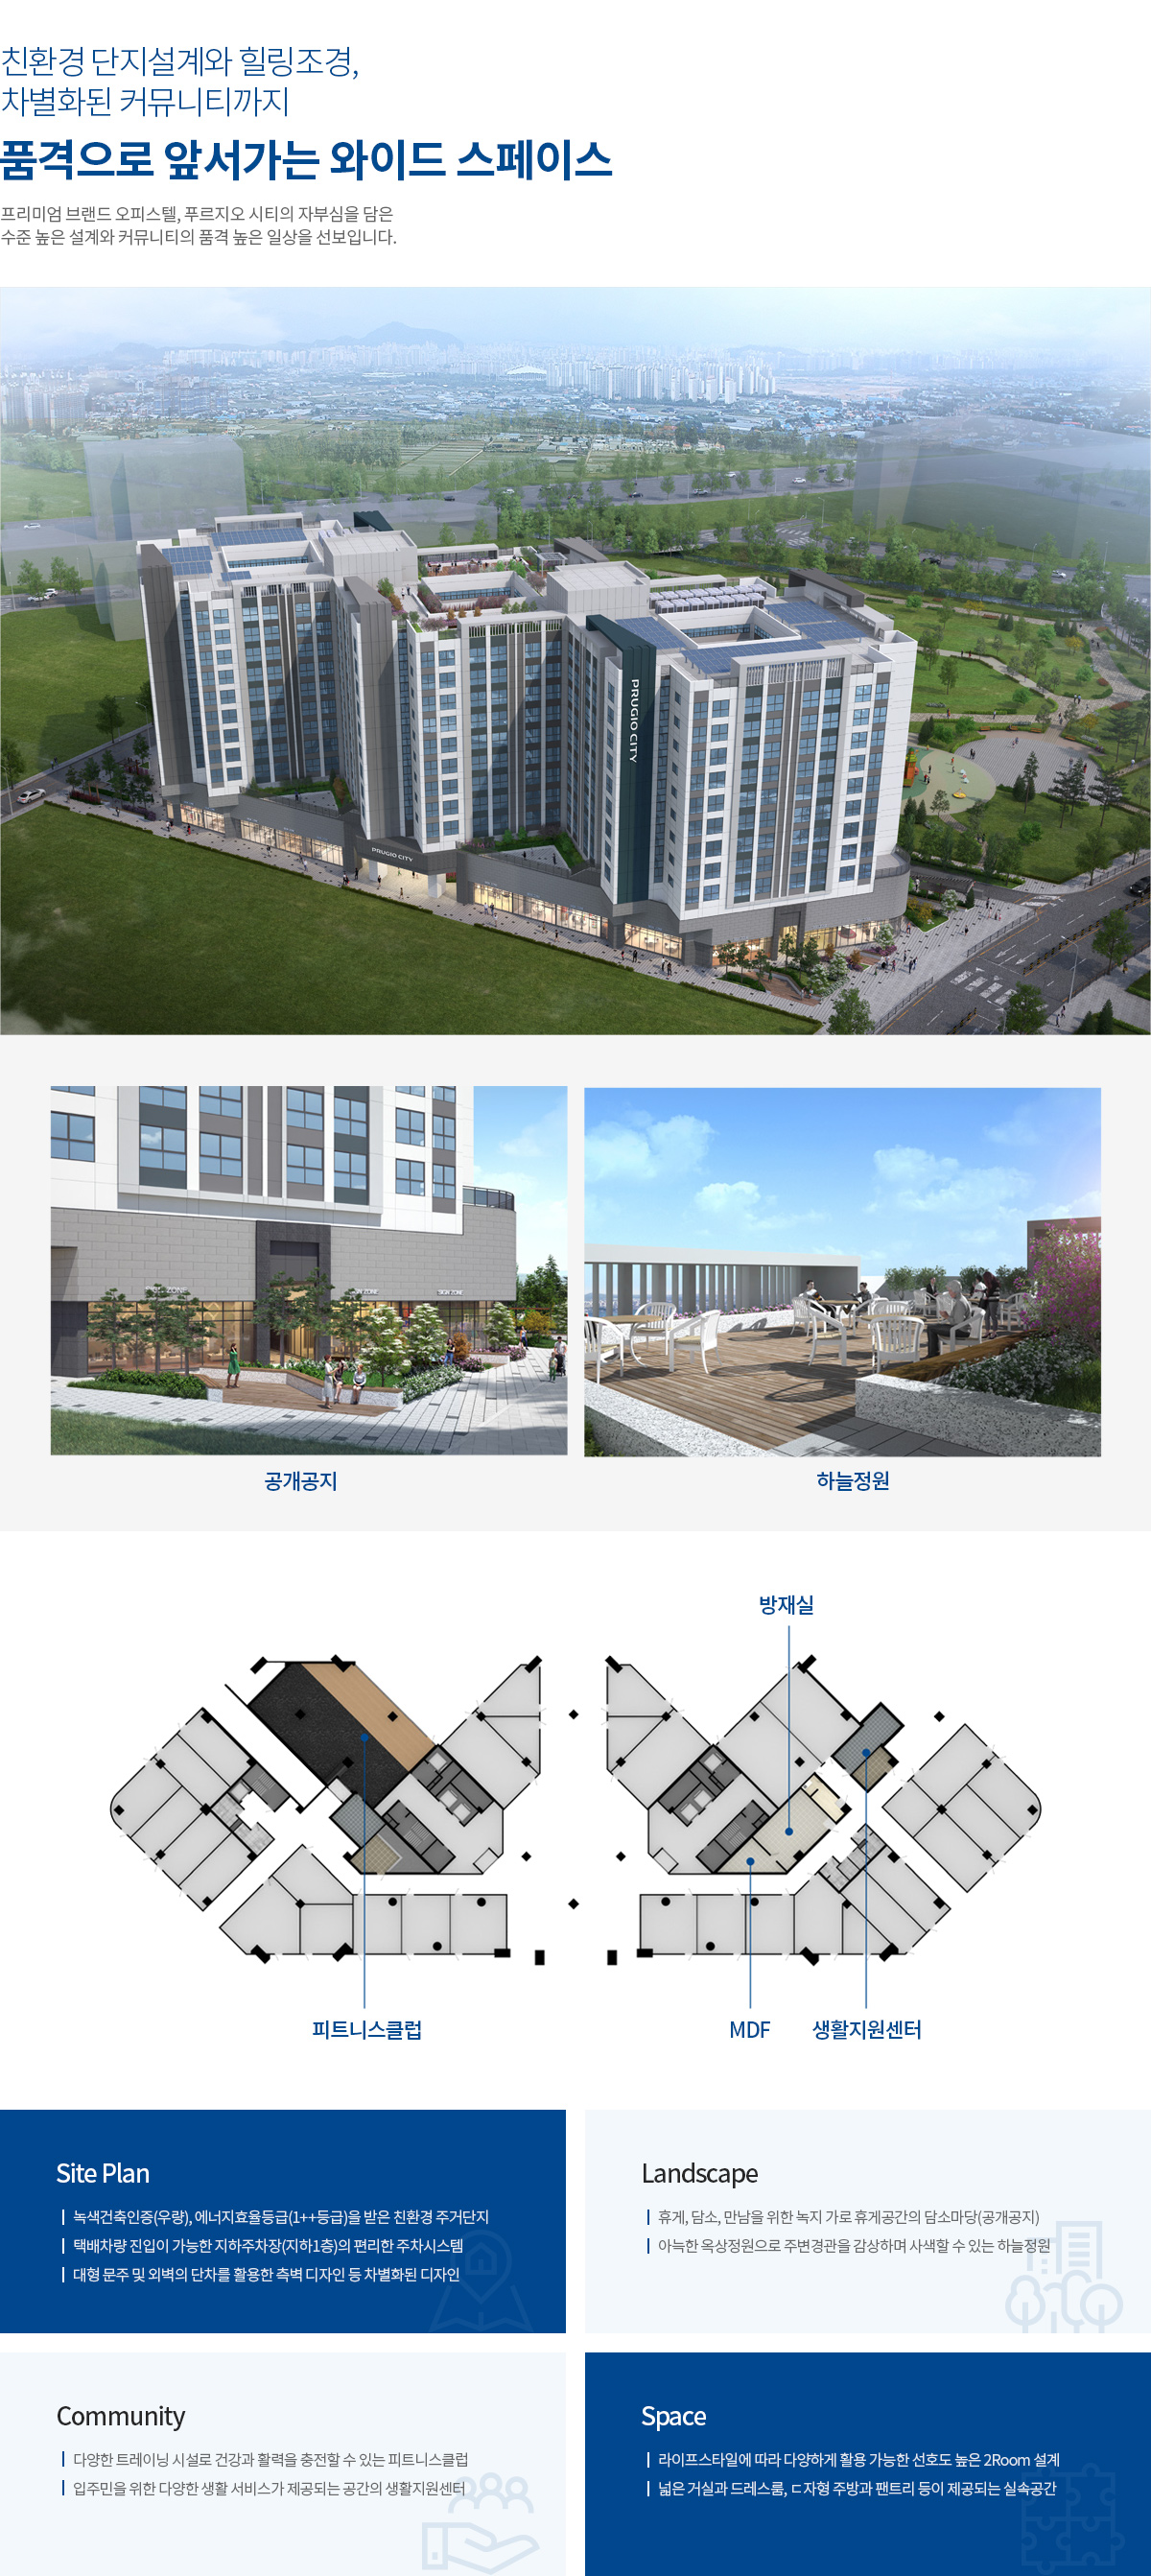 친환경 단지설계와 힐링조경,
차별화된 커뮤니티까지
품격으로 앞서가는 와이드 스페이스
프리미엄 브랜드 오피스텔, 푸르지오 시티의 자부심을 담은
수준 높은 설계와 커뮤니티의 품격 높은 일상을 선보입니다.
PRUGIO CITY
PRUGIO CITY
SIGN ZONE
공개공지
하늘정원
방재실
피트니스클럽
MDF
생활지원센터
Site Plan
녹색건축인증(우량), 에너지효율등급(1++등급)을 받은 친환경 주거단지
택배차량 진입이 가능한 지하주차장(지하1층)의 편리한 주차시스템
대형 문주 및 외벽의 단차를 활용한 측벽 디자인 등 차별화된 디자인
Landscape
휴게, 담소, 만남을 위한 녹지 가로 휴게공간의 담소마당(공개공지)
아늑한 옥상정원으로 주변경관을 감상하며 사색할 수 있는 하늘정원
Community
다양한 트레이닝 시설로 건강과 활력을 충전할 수 있는 피트니스클럽
입주민을 위한 다양한 생활 서비스가 제공되는 공간의 생활지원센터
Space
라이프스타일에 따라 다양하게 활용 가능한 선호도 높은 2Room 설계
넓은 거실과 드레스룸, ㄷ자형 주방과 팬트리 등이 제공되는 실속공간